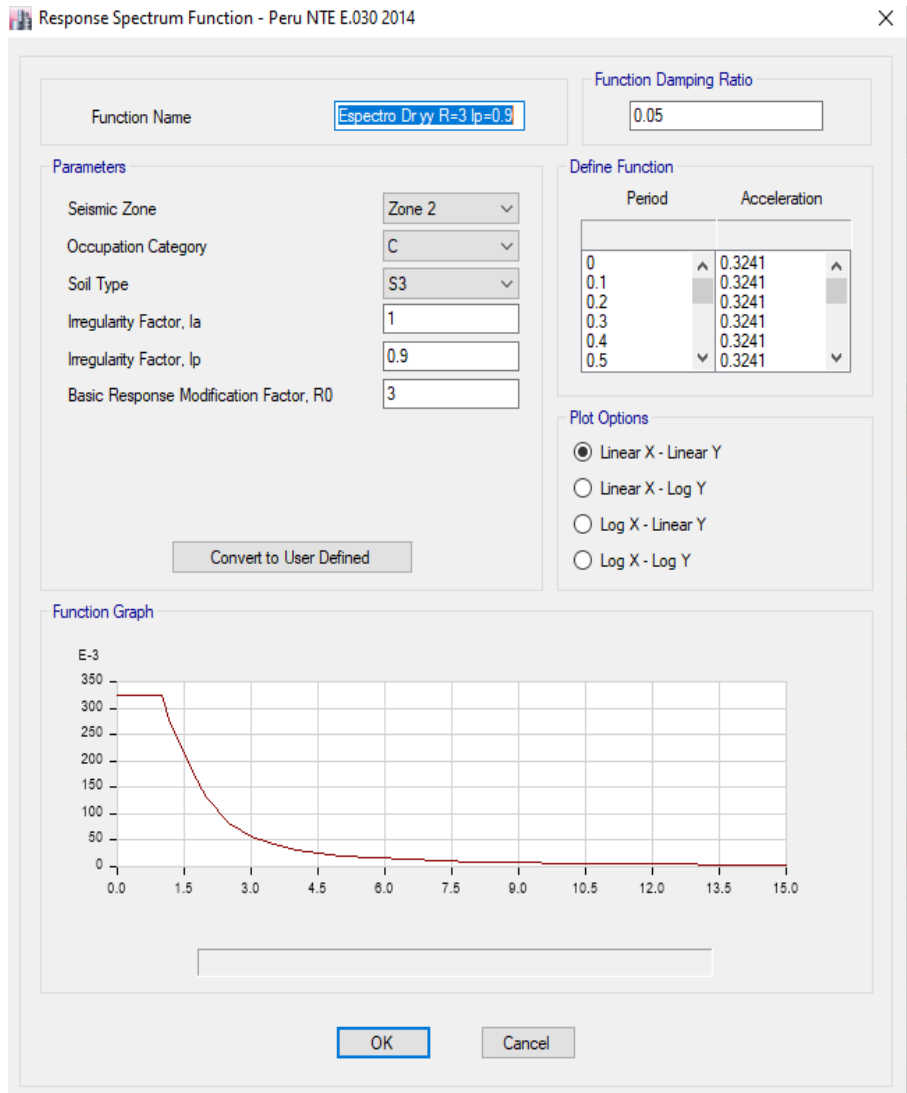 Response Spectrum Function - Peru NTE E.030 2014
Function Name
Espectro Dr yy R=3 Ip=0.9
Function Damping Ratio
0.05
Parameters
Seismic Zone
Zone 2
Occupation Category
C
Soil Type
S3
Irregularity Factor, Ia
1
Irregularity Factor, Ip
0.9
Basic Response Modification Factor, R0
3
Convert to User Defined
Define Function
Period Acceleration
0 0.3241
0.1 0.3241
0.2 0.3241
0.3 0.3241
0.4 0.3241
0.5 0.3241
Plot Options
Linear X - Linear Y
Linear X - Log Y
Log X - Linear Y
Log X - Log Y
Function Graph
E-3
350
300
250
200
150
100
50
0
0.0 1.5 3.0 4.5 6.0 7.5 9.0 10.5 12.0 13.5 15.0
OK Cancel